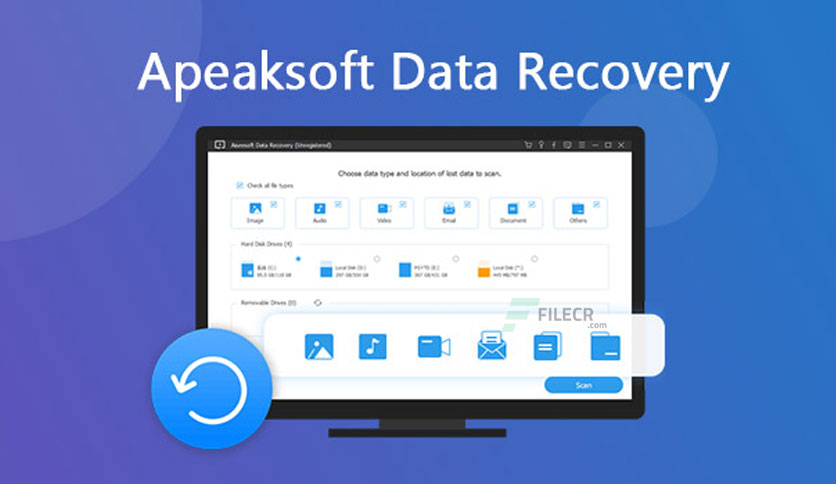 Apeaksoft Data Recovery
Apeaksoft Data Recovery (Unregistered)
Choose data type and location of lost data to scan.
Check all file types
Image Audio Video Email Document Others
Hard Disk Drives (4)
Local Disk (D:) Local Disk (*:)
Removable Drives (0)
FILECR
.com
Scan